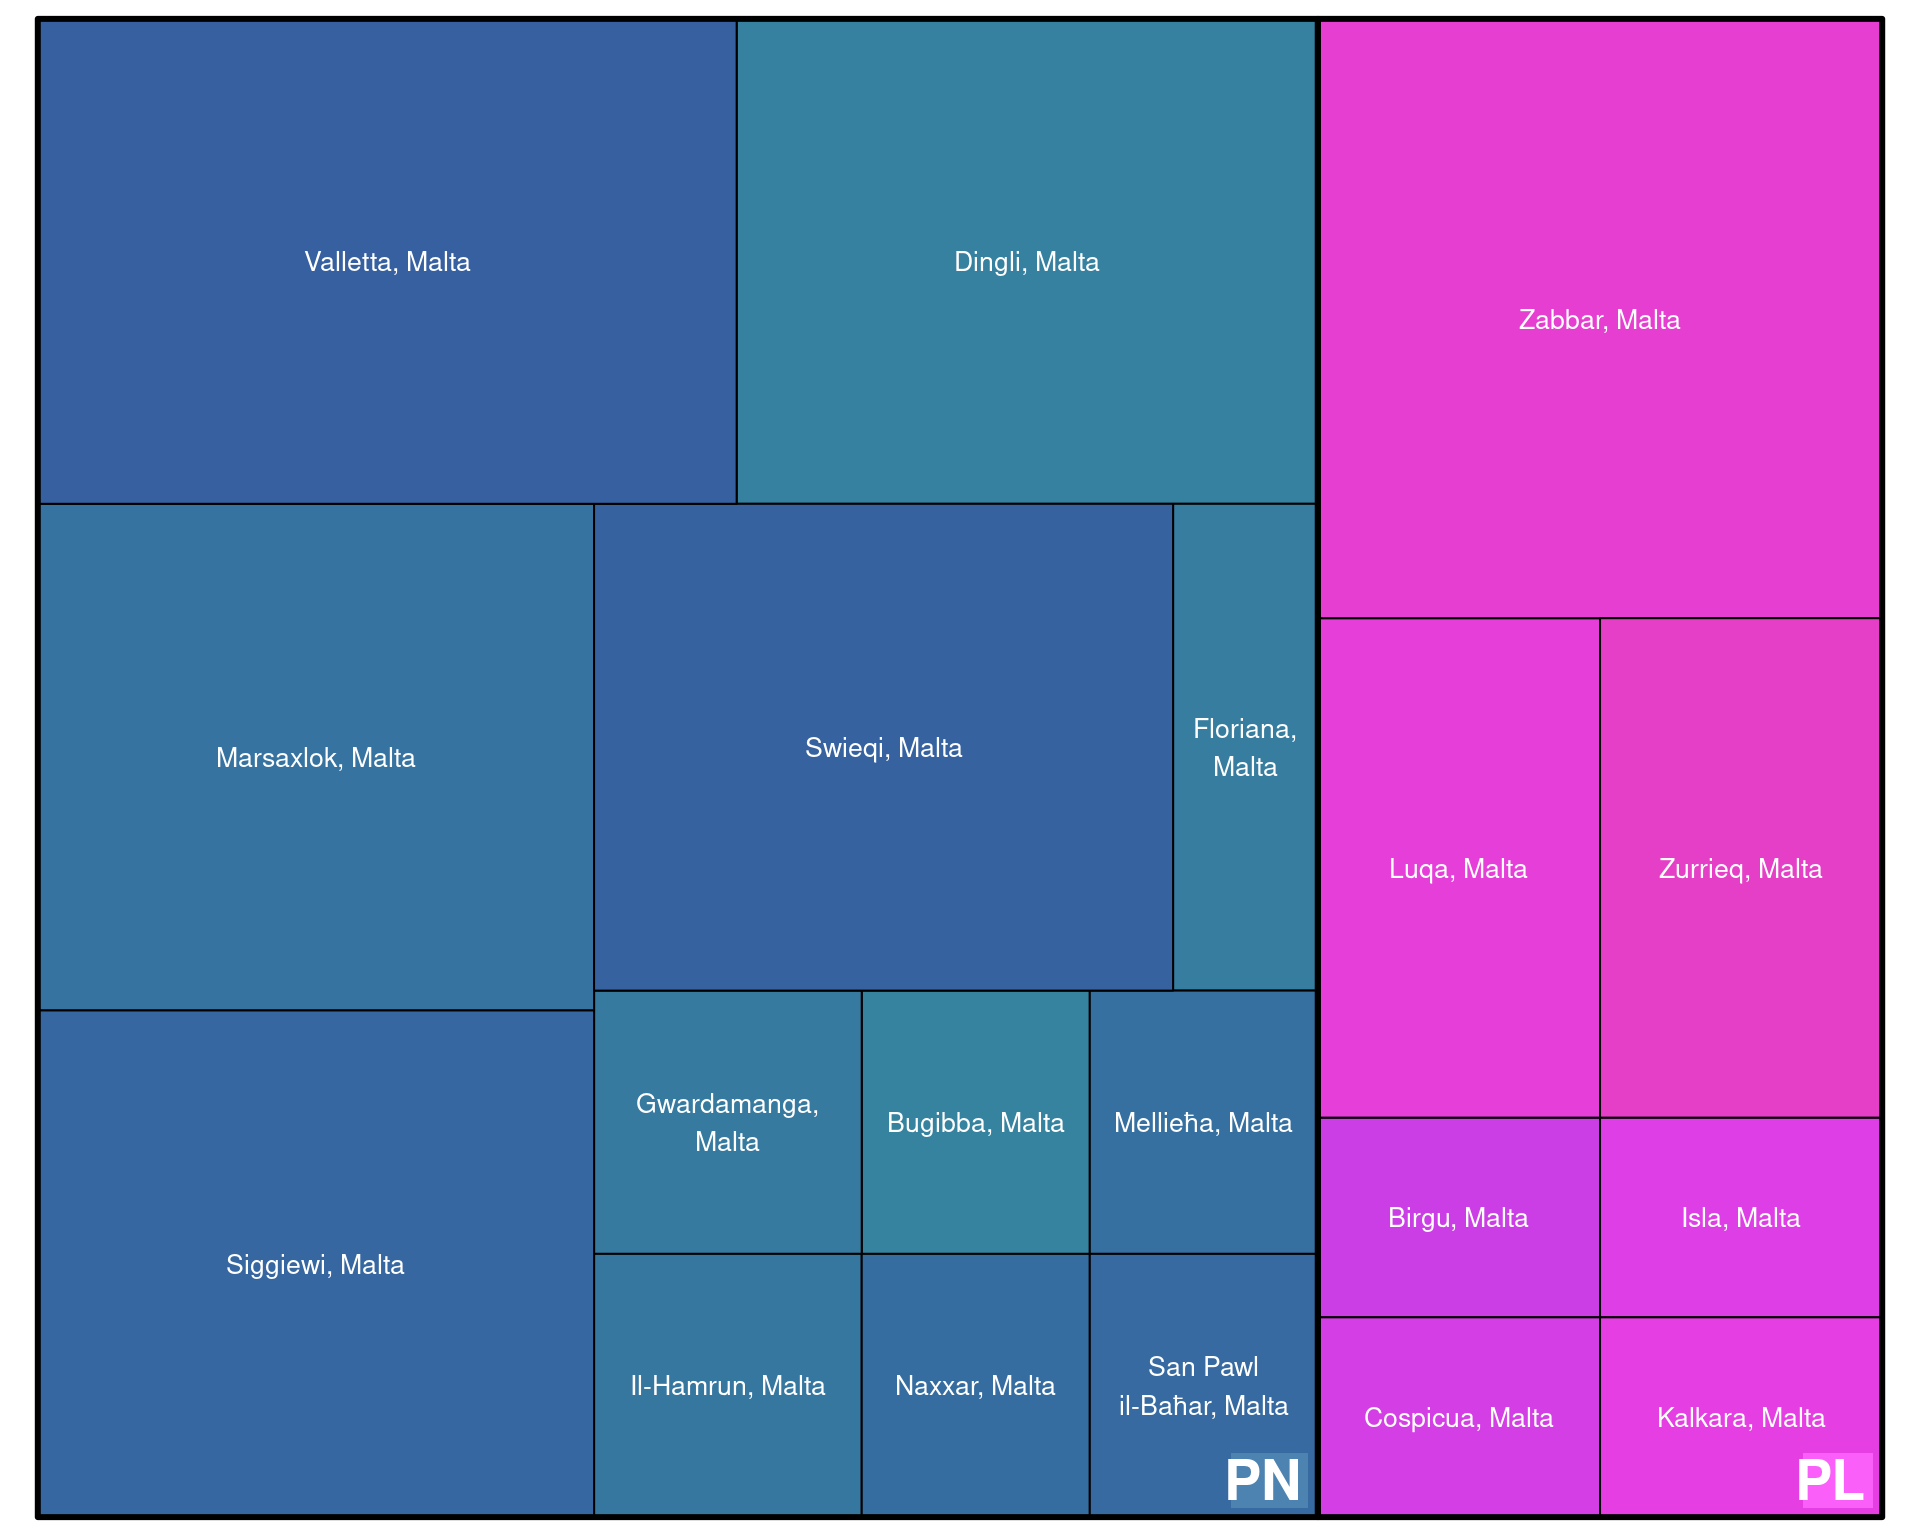 Valletta, Malta
Dingli, Malta
Zabbar, Malta
Marsaxlok, Malta
Swieqi, Malta
Floriana,
Malta
Luqa, Malta
Zurrieq, Malta
Gwardamanga,
Malta
Bugibba, Malta
Mellieħa, Malta
Birgu, Malta
Isla, Malta
Siggiewi, Malta
Il-Hamrun, Malta
Naxxar, Malta
San Pawl
il-Baħar, Malta
Cospicua, Malta
Kalkara, Malta
PN
PL